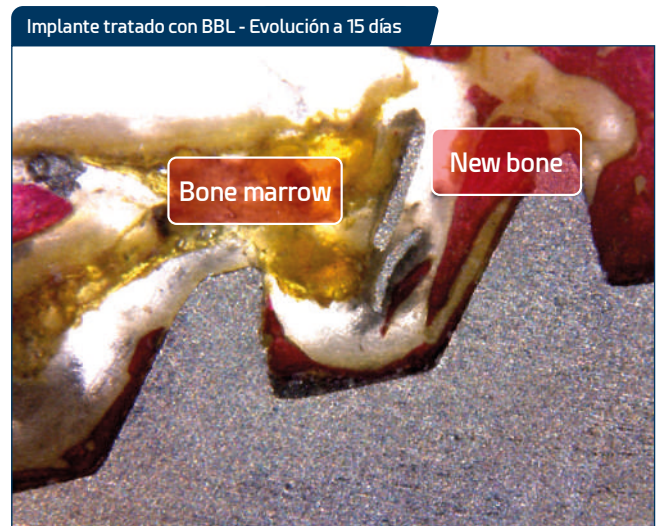 Implante tratado con BBL - Evolución a 15 días
Bone marrow
New bone